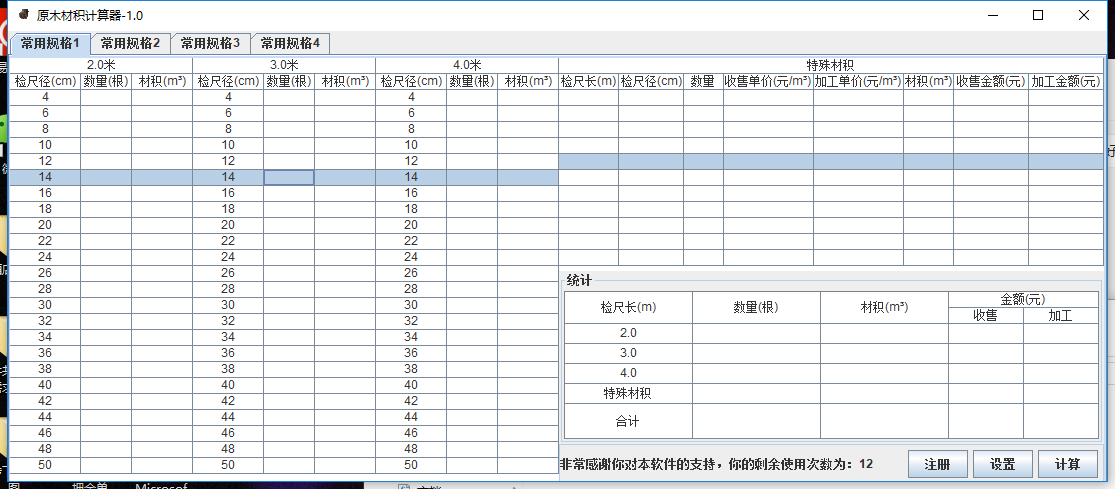 原木材积计算器-1.0
常用规格1 常用规格2 常用规格3 常用规格4
2.0米 3.0米 4.0米 特殊材积
检尺径(cm) 数量(根) 材积(m³) 检尺径(cm) 数量(根) 材积(m³) 检尺径(cm) 数量(根) 材积(m³) 检尺长(m) 检尺径(cm) 数量 收售单价(元/m³) 加工单价(元/m³) 材积(m³) 收售金额(元) 加工金额(元)
4 4 4
6 6 6
8 8 8
10 10 10
12 12 12
14 14 14
16 16 16
18 18 18
20 20 20
22 22 22
24 24 24
26 26 26
28 28 28
30 30 30
32 32 32
34 34 34
36 36 36
38 38 38
40 40 40
42 42 42
44 44 44
46 46 46
48 48 48
50 50 50
统计
检尺长(m) 数量(根) 材积(m³) 金额(元)
收售 加工
2.0
3.0
4.0
特殊材积
合计
非常感谢你对本软件的支持，你的剩余使用次数为：12 注册 设置 计算